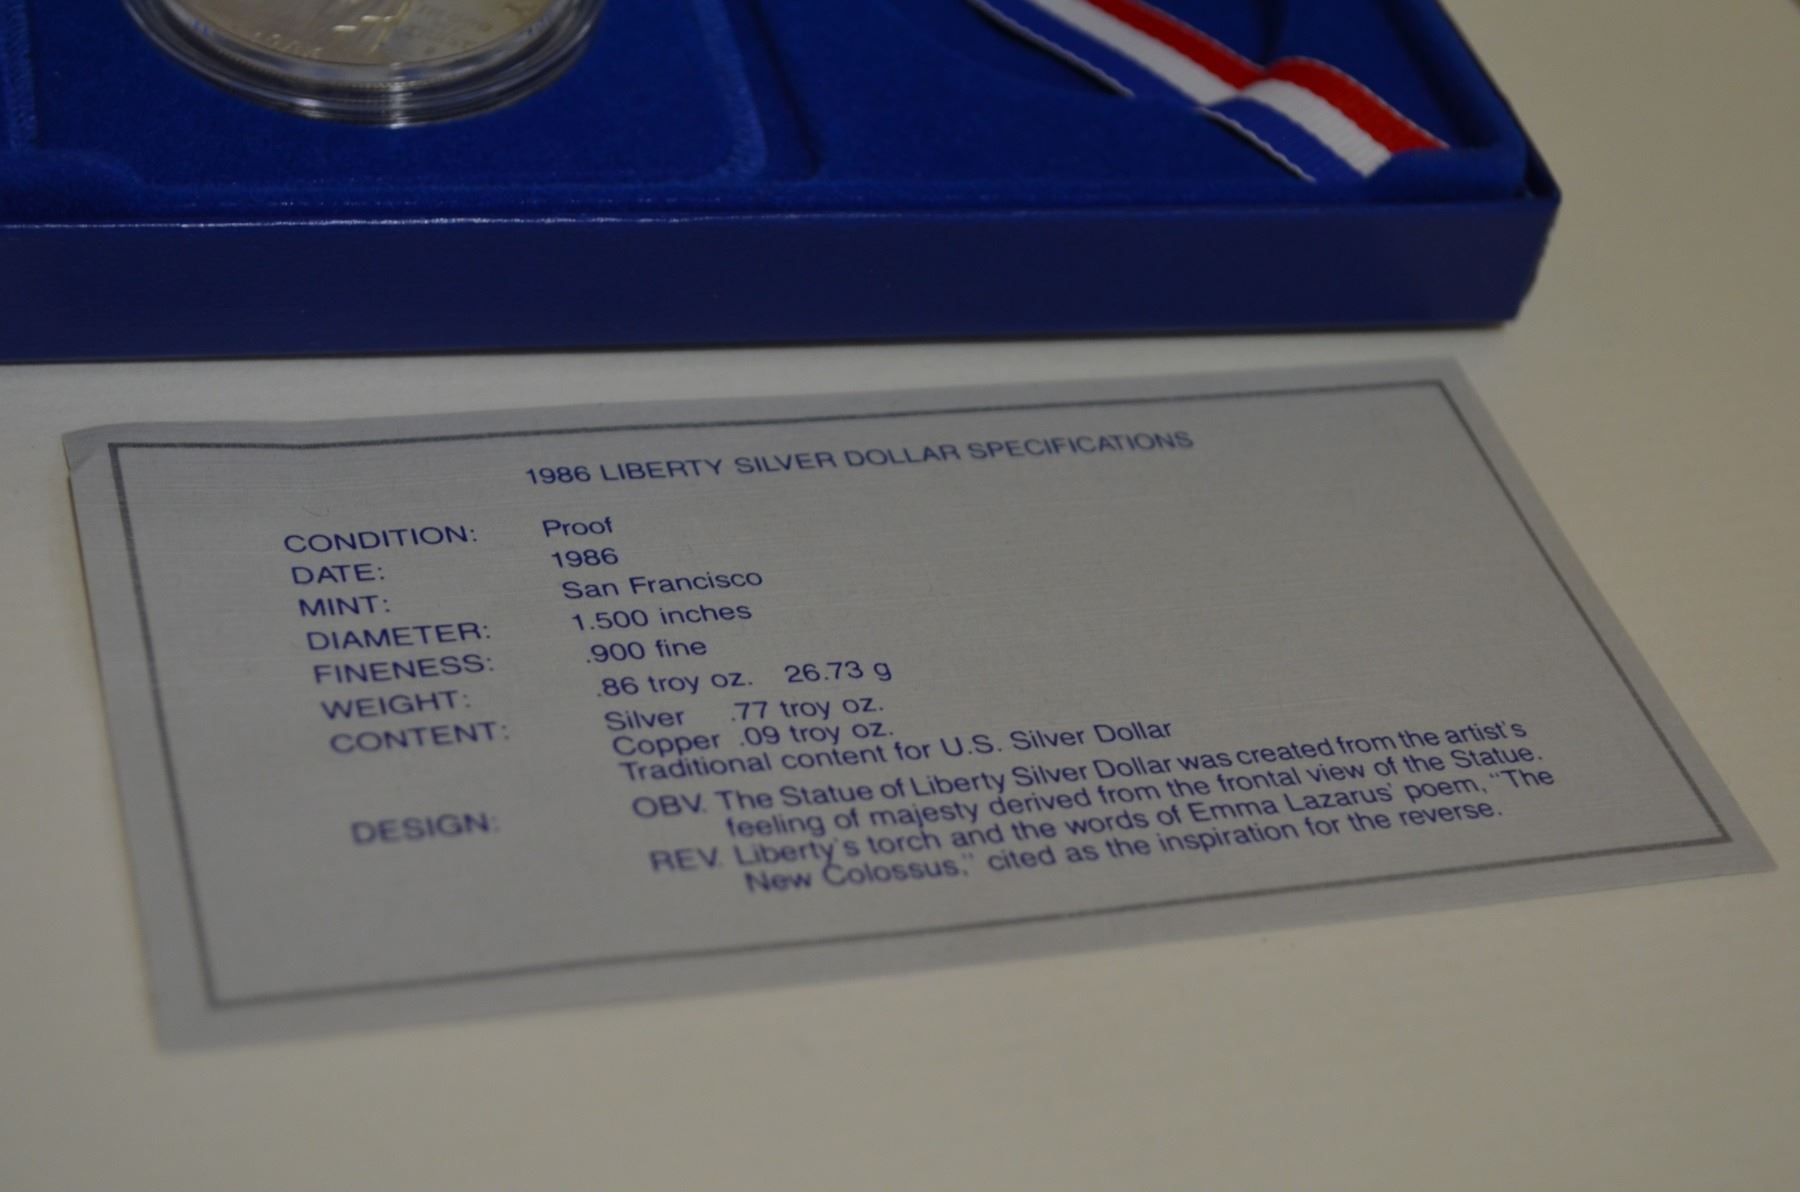 1986 LIBERTY SILVER DOLLAR SPECIFICATIONS
CONDITION: Proof
DATE: 1986
MINT: San Francisco
DIAMETER: 1.500 inches
FINENESS: .900 fine
WEIGHT: .86 troy oz. 26.73 g
CONTENT: Silver .77 troy oz.
Copper .09 troy oz.
Traditional content for U.S. Silver Dollar
DESIGN: OBV. The Statue of Liberty Silver Dollar was created from the artist's
feeling of majesty derived from the frontal view of the Statue.
REV. Liberty's torch and the words of Emma Lazarus' poem, "The
New Colossus," cited as the inspiration for the reverse.